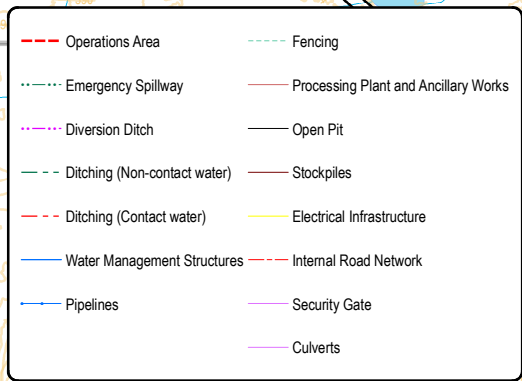 Operations Area
Emergency Spillway
Diversion Ditch
Ditching (Non-contact water)
Ditching (Contact water)
Water Management Structures
Pipelines
Fencing
Processing Plant and Ancillary Works
Open Pit
Stockpiles
Electrical Infrastructure
Internal Road Network
Security Gate
Culverts